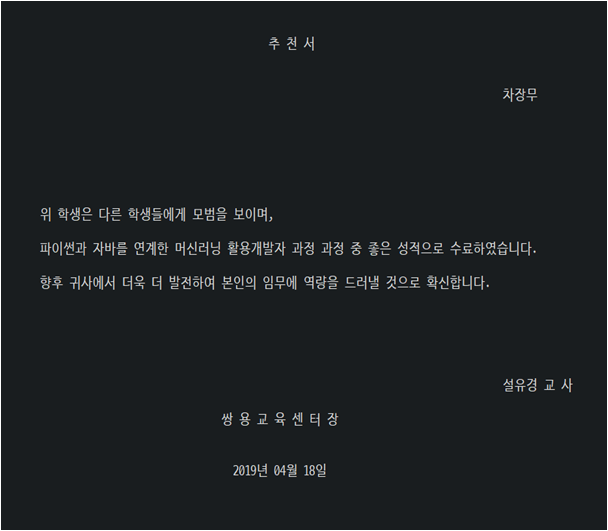 추 천 서
차장무
위 학생은 다른 학생들에게 모범을 보이며,
파이썬과 자바를 연계한 머신러닝 활용개발자 과정 과정 중 좋은 성적으로 수료하였습니다.
향후 귀사에서 더욱 더 발전하여 본인의 임무에 역량을 드러낼 것으로 확신합니다.
설유경 교 사
쌍 용 교 육 센 터 장
2019년 04월 18일